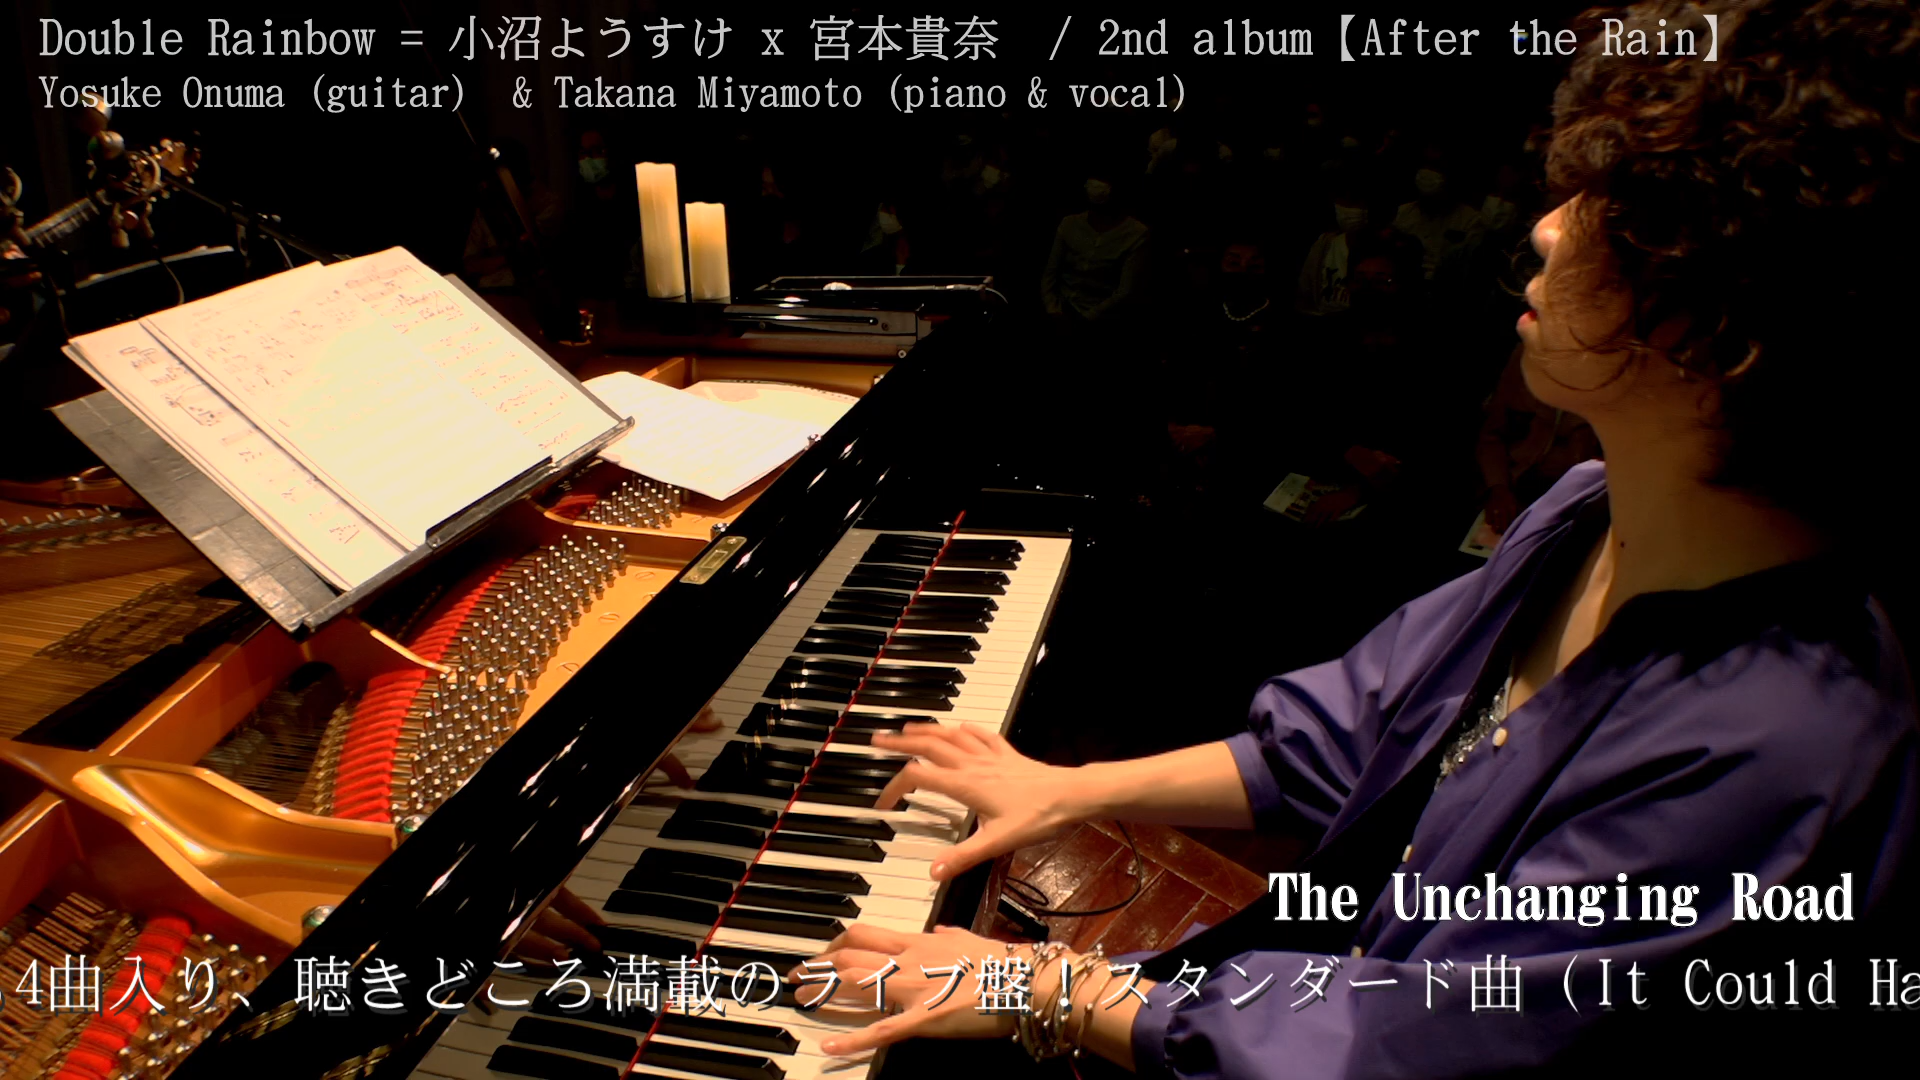 Double Rainbow = 小沼ようすけ x 宮本貴奈 / 2nd album【After the Rain】
Yosuke Onuma (guitar) & Takana Miyamoto (piano & vocal)
The Unchanging Road
4曲入り、聴きどころ満載のライブ盤！スタンダード曲（It Could Ha